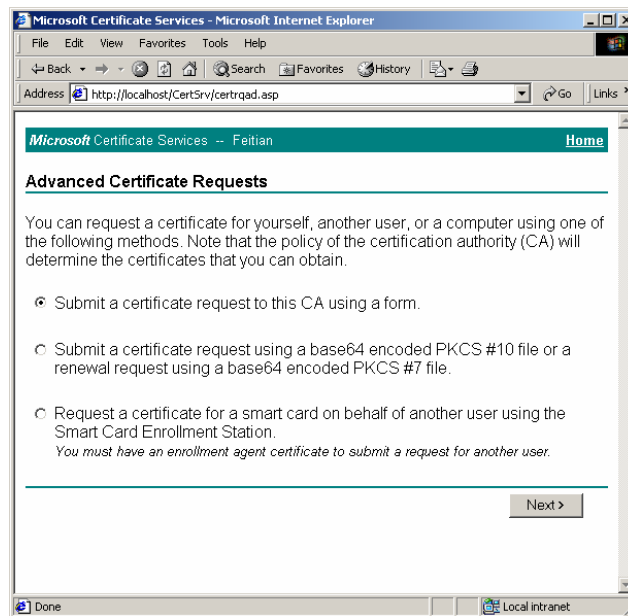 Microsoft Certificate Services - Microsoft Internet Explorer
File Edit View Favorites Tools Help
Back Search Favorites History
Address http://localhost/CertSrv/certrqad.asp Go Links
Microsoft Certificate Services -- Feitian Home
Advanced Certificate Requests
You can request a certificate for yourself, another user, or a computer using one of
the following methods. Note that the policy of the certification authority (CA) will
determine the certificates that you can obtain.
Submit a certificate request to this CA using a form.
Submit a certificate request using a base64 encoded PKCS #10 file or a
renewal request using a base64 encoded PKCS #7 file.
Request a certificate for a smart card on behalf of another user using the
Smart Card Enrollment Station.
You must have an enrollment agent certificate to submit a request for another user.
Next >
Done Local intranet